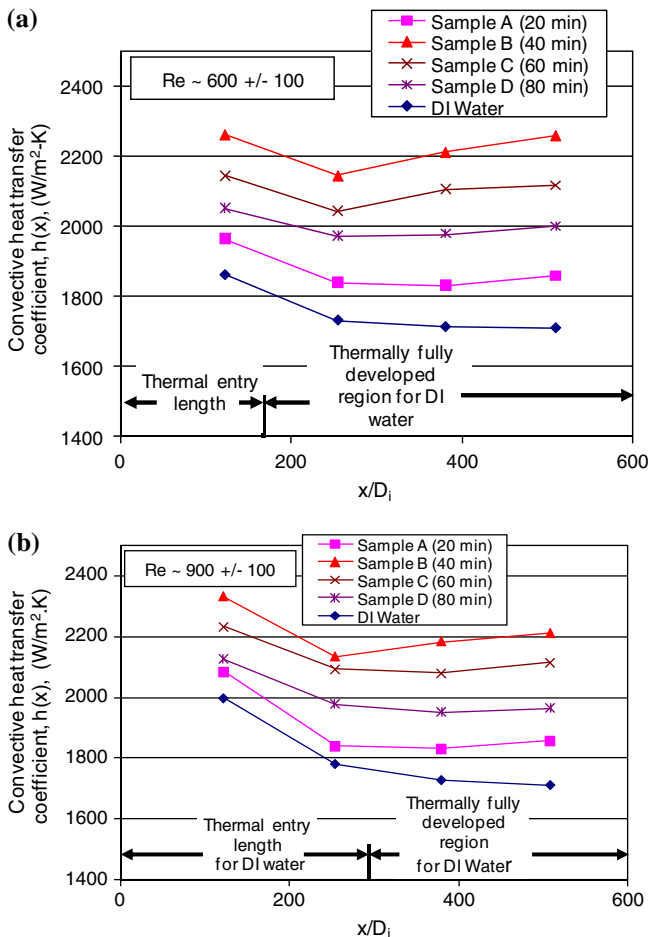 (a)
Sample A (20 min)
Sample B (40 min)
Sample C (60 min)
Sample D (80 min)
DI Water
Re ~ 600 +/- 100
Convective heat transfer
coefficient, h(x), (W/m²-K)
2400
2200
2000
1800
1600
1400
Thermal entry
length
Thermally fully
developed
region for DI
water
0
200
400
600
x/Dᵢ
(b)
Sample A (20 min)
Sample B (40 min)
Sample C (60 min)
Sample D (80 min)
DI Water
Re ~ 900 +/- 100
Convective heat transfer
coefficient, h(x), (W/m².K)
2400
2200
2000
1800
1600
1400
Thermal entry
length
for DI water
Thermally fully
developed
region
for DI Water
0
200
400
600
x/Dᵢ